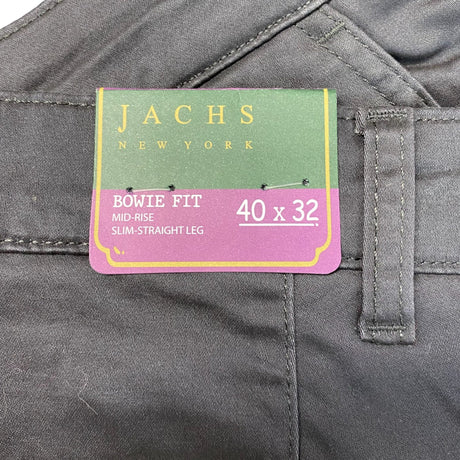 JACHS
NEW YORK
BOWIE FIT
MID-RISE
SLIM-STRAIGHT LEG
40 x 32